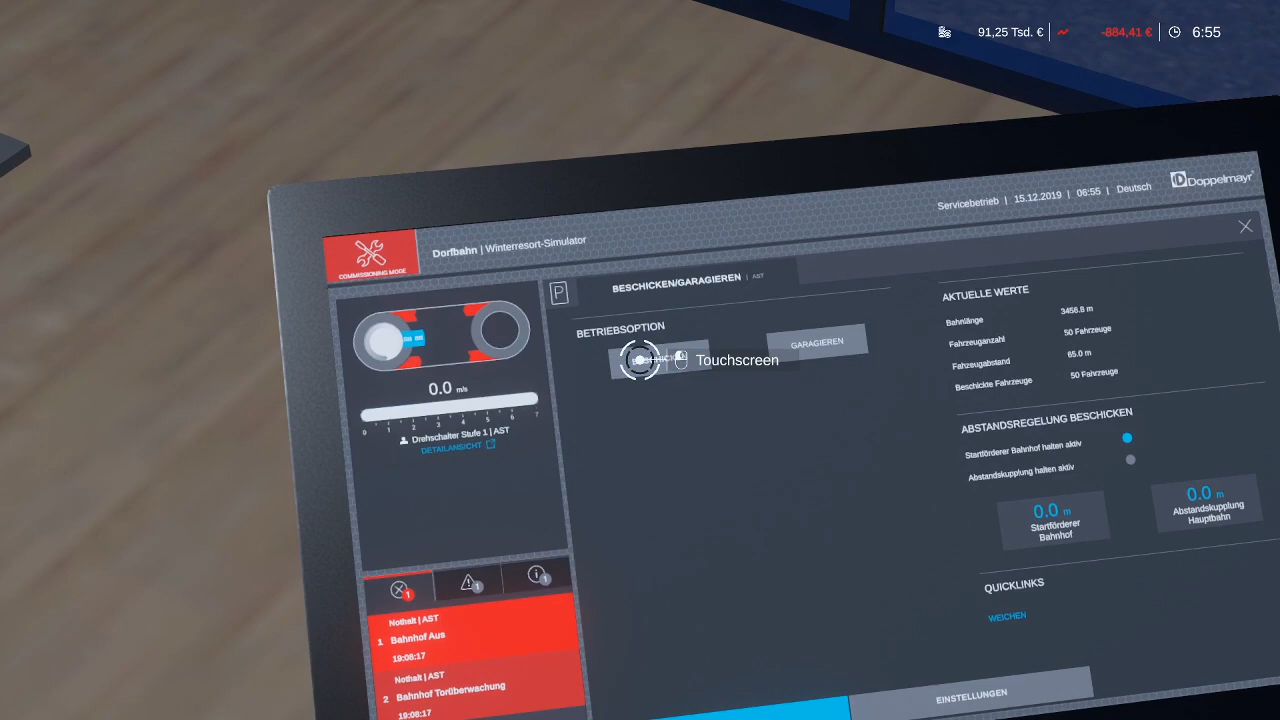 91,25 Tsd. €
-884,41 €
6:55
Servicebetrieb | 15.12.2019 | 06:55 | Deutsch
Doppelmayr
COMMISSIONING MODE
Dorfbahn | Winterresort-Simulator
P
BESCHICKEN/GARAGIEREN | AST
BETRIEBSOPTION
GARAGIEREN
Touchscreen
0.0 m/s
0 1 2 3 4 5 6 7
Drehschalter Stufe 1 | AST
DETAILANSICHT
AKTUELLE WERTE
Bahnlänge 3456.8 m
Fahrzeuganzahl 50 Fahrzeuge
Fahrzeugabstand 65.0 m
Beschickte Fahrzeuge 50 Fahrzeuge
ABSTANDSREGELUNG BESCHICKEN
Startförderer Bahnhof halten aktiv
Abstandskupplung halten aktiv
0.0 m
Startförderer
Bahnhof
0.0 m
Abstandskupplung
Hauptbahn
QUICKLINKS
WEICHEN
1
1
1
Nothalt | AST
1 Bahnhof Aus
19:08:17
Nothalt | AST
2 Bahnhof Torüberwachung
19:08:17
EINSTELLUNGEN